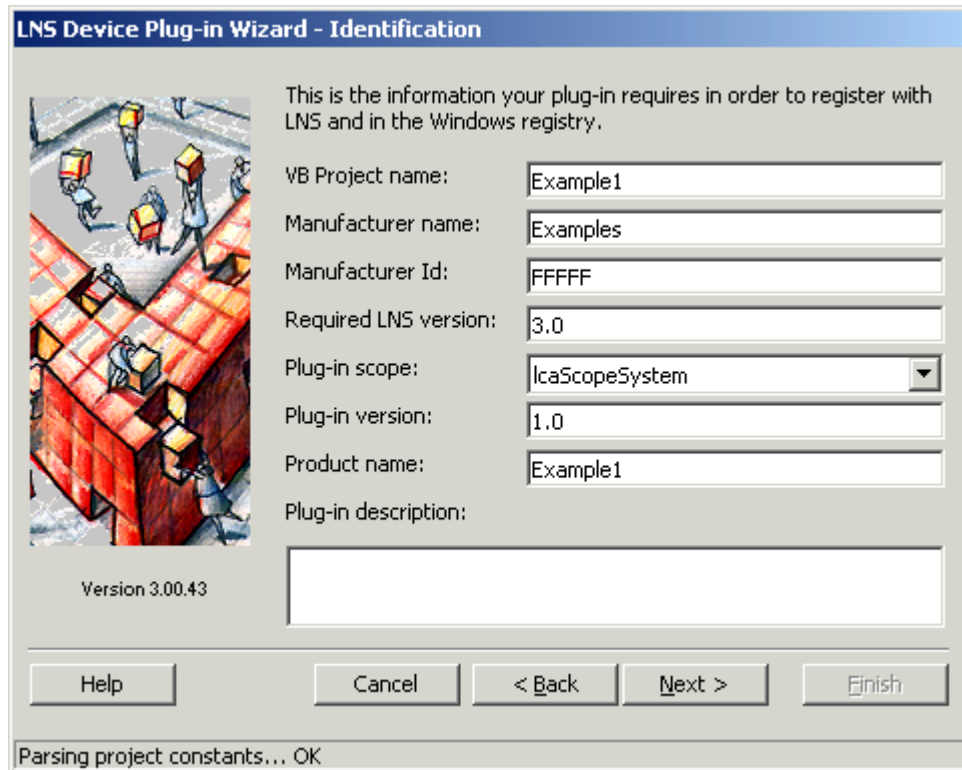 LNS Device Plug-in Wizard - Identification
This is the information your plug-in requires in order to register with
LNS and in the Windows registry.
VB Project name: Example1
Manufacturer name: Examples
Manufacturer Id: FFFFF
Required LNS version: 3.0
Plug-in scope: lcaScopeSystem
Plug-in version: 1.0
Product name: Example1
Plug-in description:
Version 3.00.43
Help Cancel < Back Next > Finish
Parsing project constants... OK